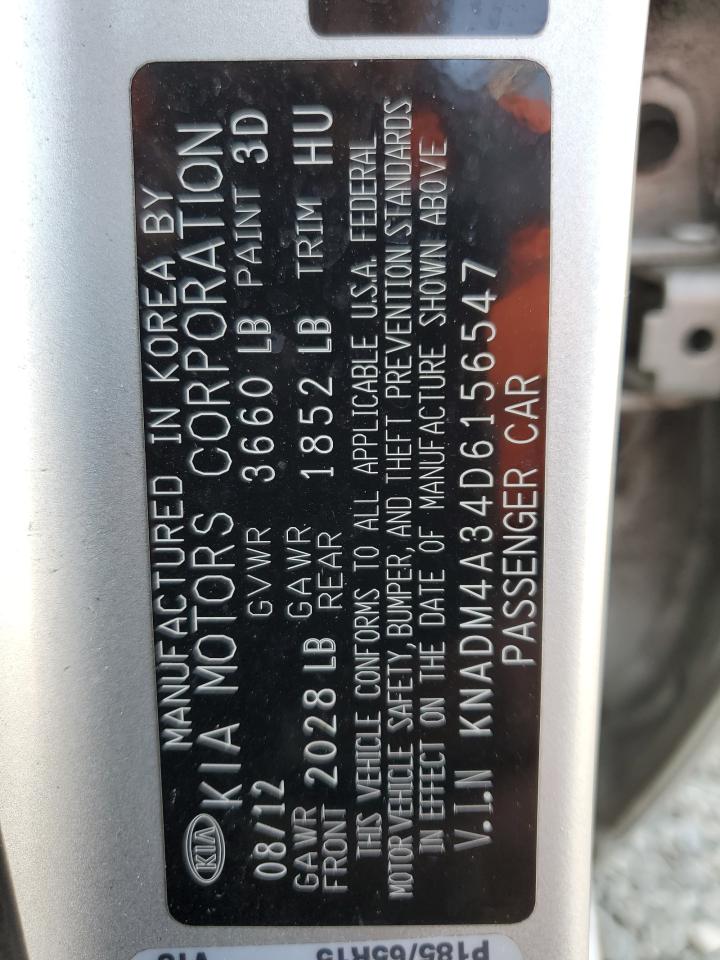 MANUFACTURED IN KOREA BY
KIA KIA MOTORS CORPORATION
08/12 GVWR 3660 LB PAINT 3D
GAWR FRONT 2028 LB GAWR REAR 1852 LB TRIM HU
THIS VEHICLE CONFORMS TO ALL APPLICABLE U.S.A. FEDERAL
MOTOR VEHICLE SAFETY, BUMPER, AND THEFT PREVENTION STANDARDS
IN EFFECT ON THE DATE OF MANUFACTURE SHOWN ABOVE
V.I.N KNADM4A34D6156547
PASSENGER CAR
P185/65R15